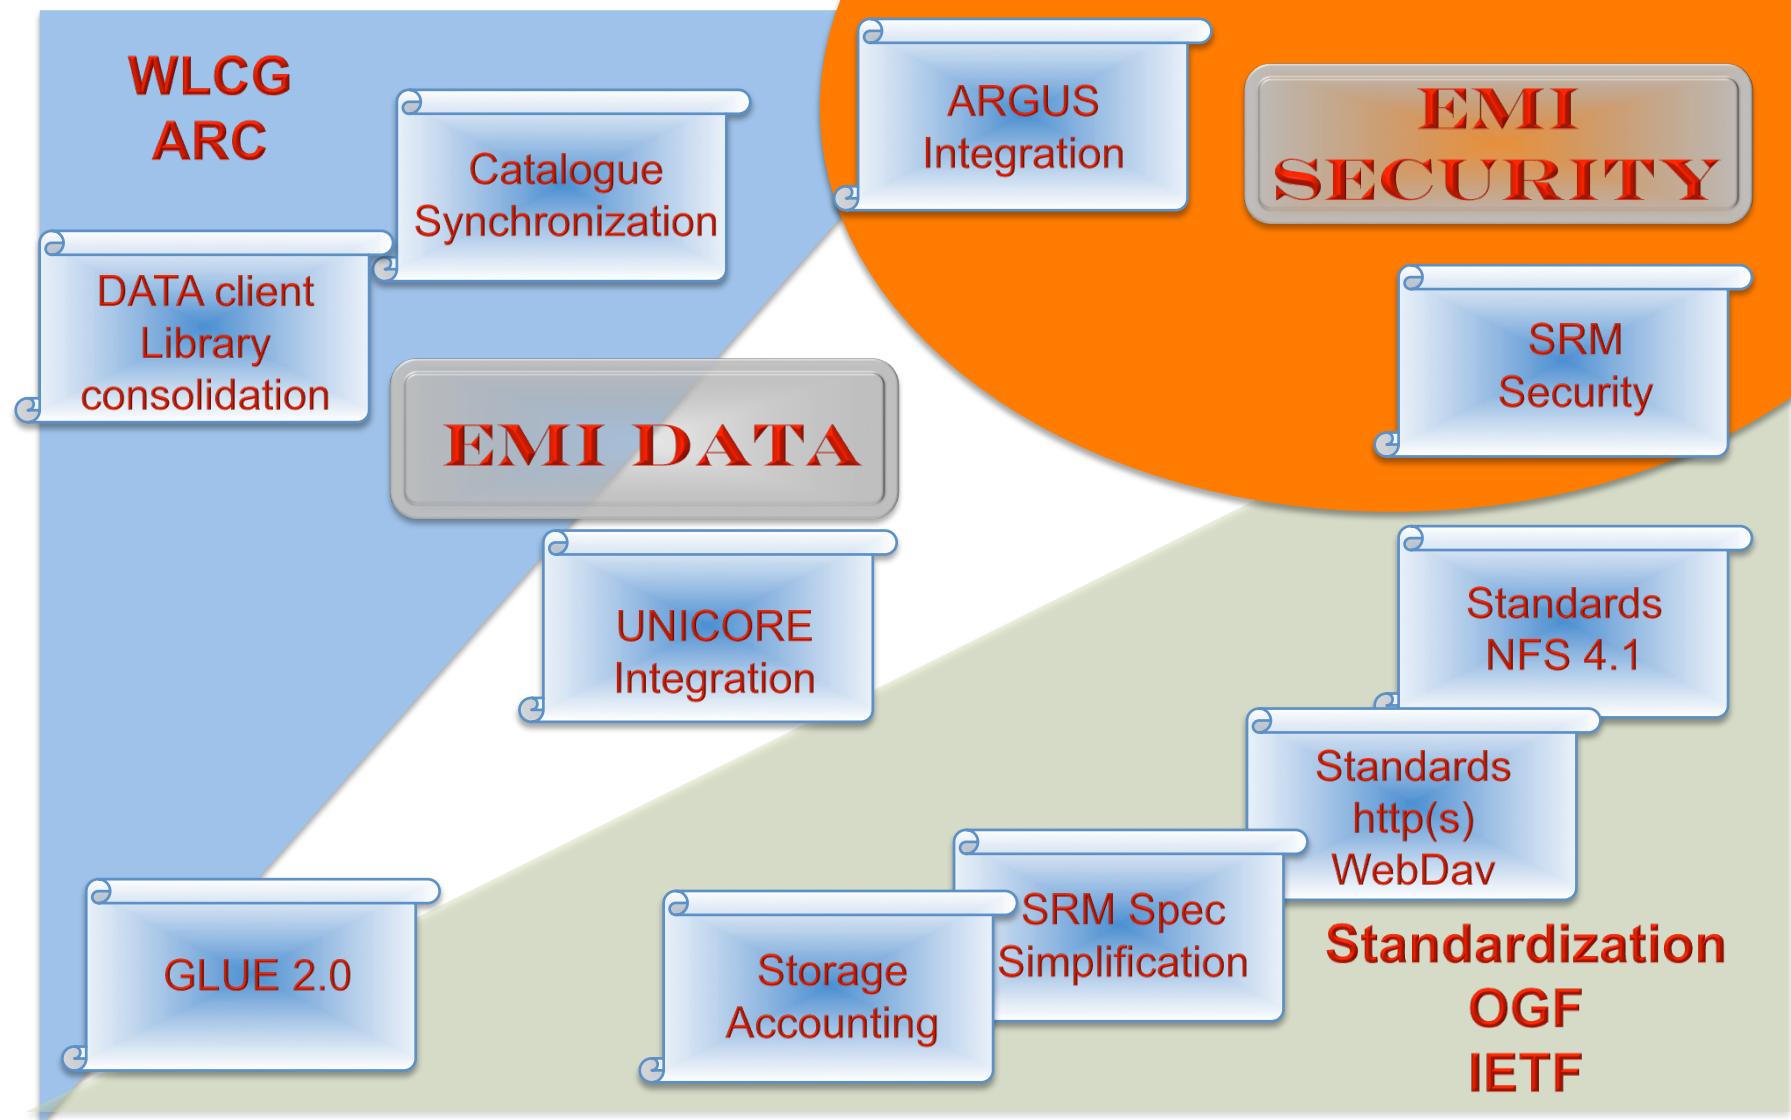 WLCG
ARC
Catalogue
Synchronization
DATA client
Library
consolidation
ARGUS
Integration
EMI
SECURITY
SRM
Security
EMI DATA
UNICORE
Integration
Standards
NFS 4.1
Standards
http(s)
WebDav
SRM Spec
Simplification
Storage
Accounting
GLUE 2.0
Standardization
OGF
IETF